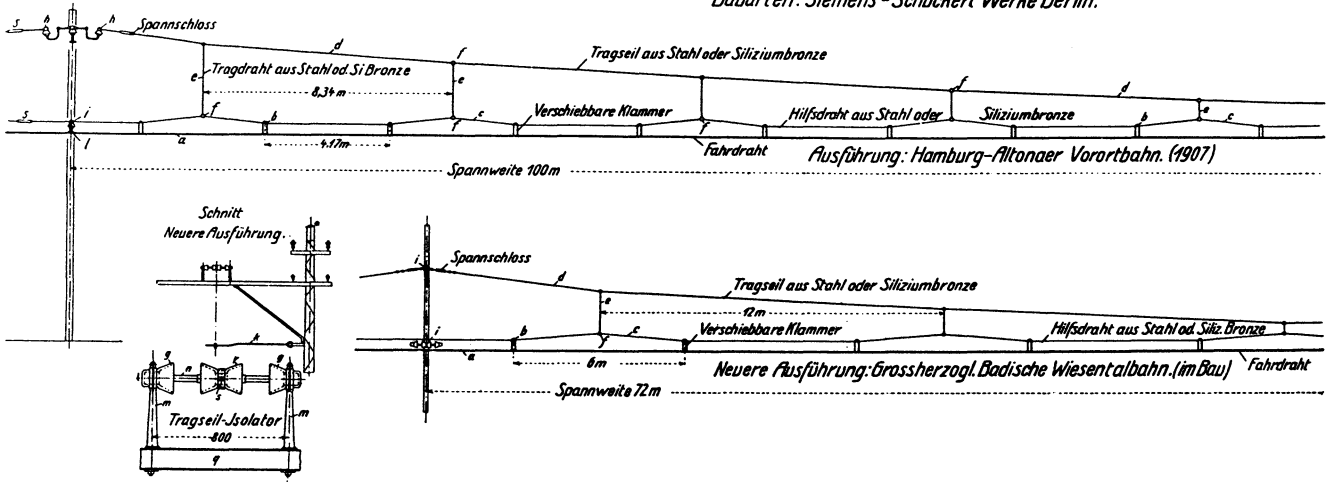 Bauarten: Siemens-Schuckert Werke Berlin.
s h h Spannschloss
d f Tragseil aus Stahl oder Siliziumbronze
e Tragdraht aus Stahl od. Si Bronze e
8,34 m
f d e
s i f b f c Verschiebbare Klammer f Hilfsdraht aus Stahl oder Siliziumbronze b c
l a 4.17m Fahrdraht
Ausführung: Hamburg-Altonaer Vorortbahn. (1907)
Spannweite 100m
Schnitt
Neuere Ausführung.
k
g n g
s
m m
Tragseil-Isolator
800
q
i Spannschloss
d Tragseil aus Stahl oder Siliziumbronze
e 12m
i b c f Verschiebbare Klammer Hilfsdraht aus Stahl od. Siliz. Bronze
a 6m Fahrdraht
Neuere Ausführung: Grossherzogl. Badische Wiesentalbahn. (im Bau)
Spannweite 72m